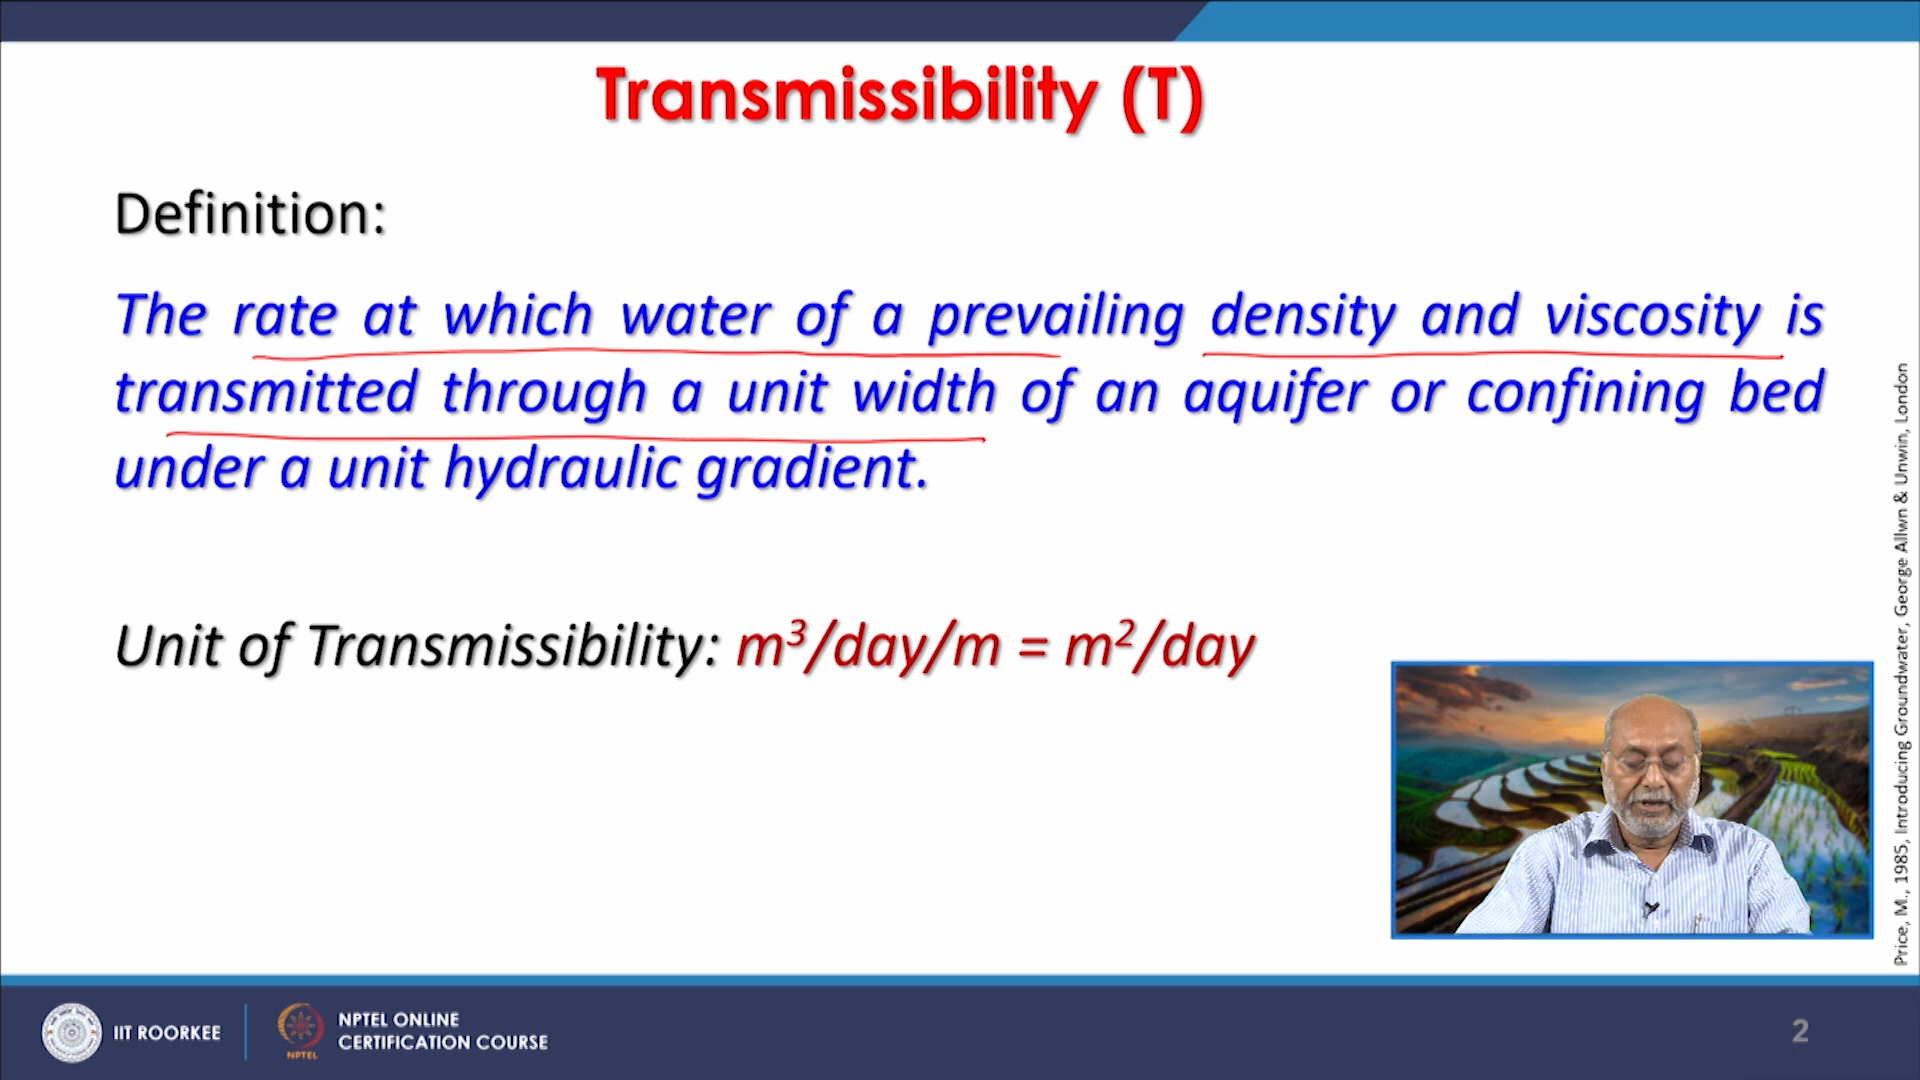 Transmissibility (T)
Definition:
The rate at which water of a prevailing density and viscosity is
transmitted through a unit width of an aquifer or confining bed
under a unit hydraulic gradient.
Unit of Transmissibility: m³/day/m = m²/day
Price, M., 1985, Introducing Groundwater, George Allwn & Unwin, London
IIT ROORKEE
NPTEL
NPTEL ONLINE
CERTIFICATION COURSE
2